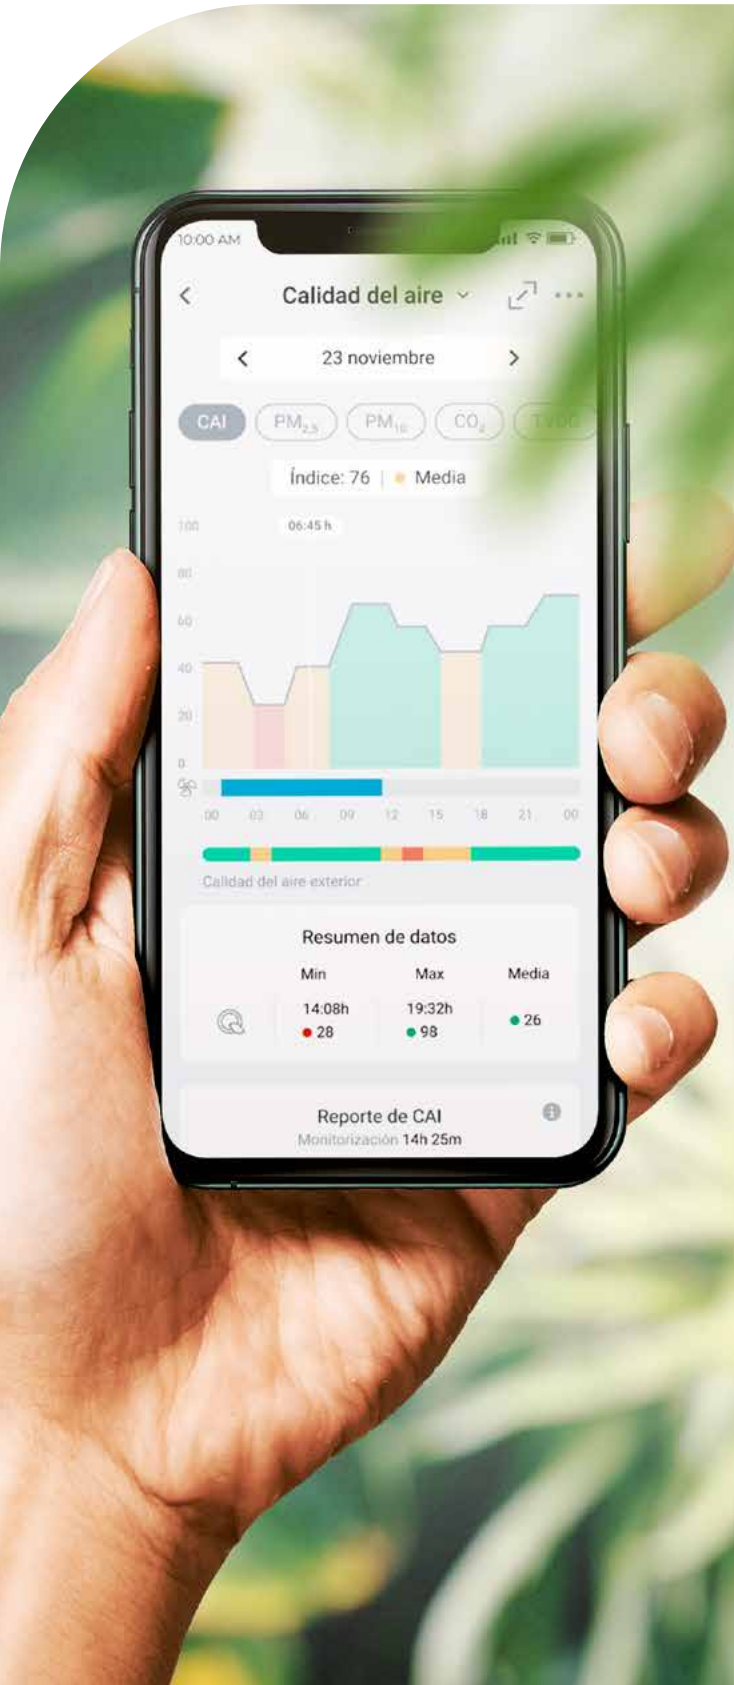 10:00 AM
Calidad del aire
23 noviembre
CAI PM2,5 PM10 CO2
Índice: 76 Media
100 06:45 h
80
60
40
20
0
00 03 06 09 12 15 18 21 00
Calidad del aire exterior
Resumen de datos
Min Max Media
14:08h 19:32h
28 98 26
Reporte de CAI
Monitorización 14h 25m